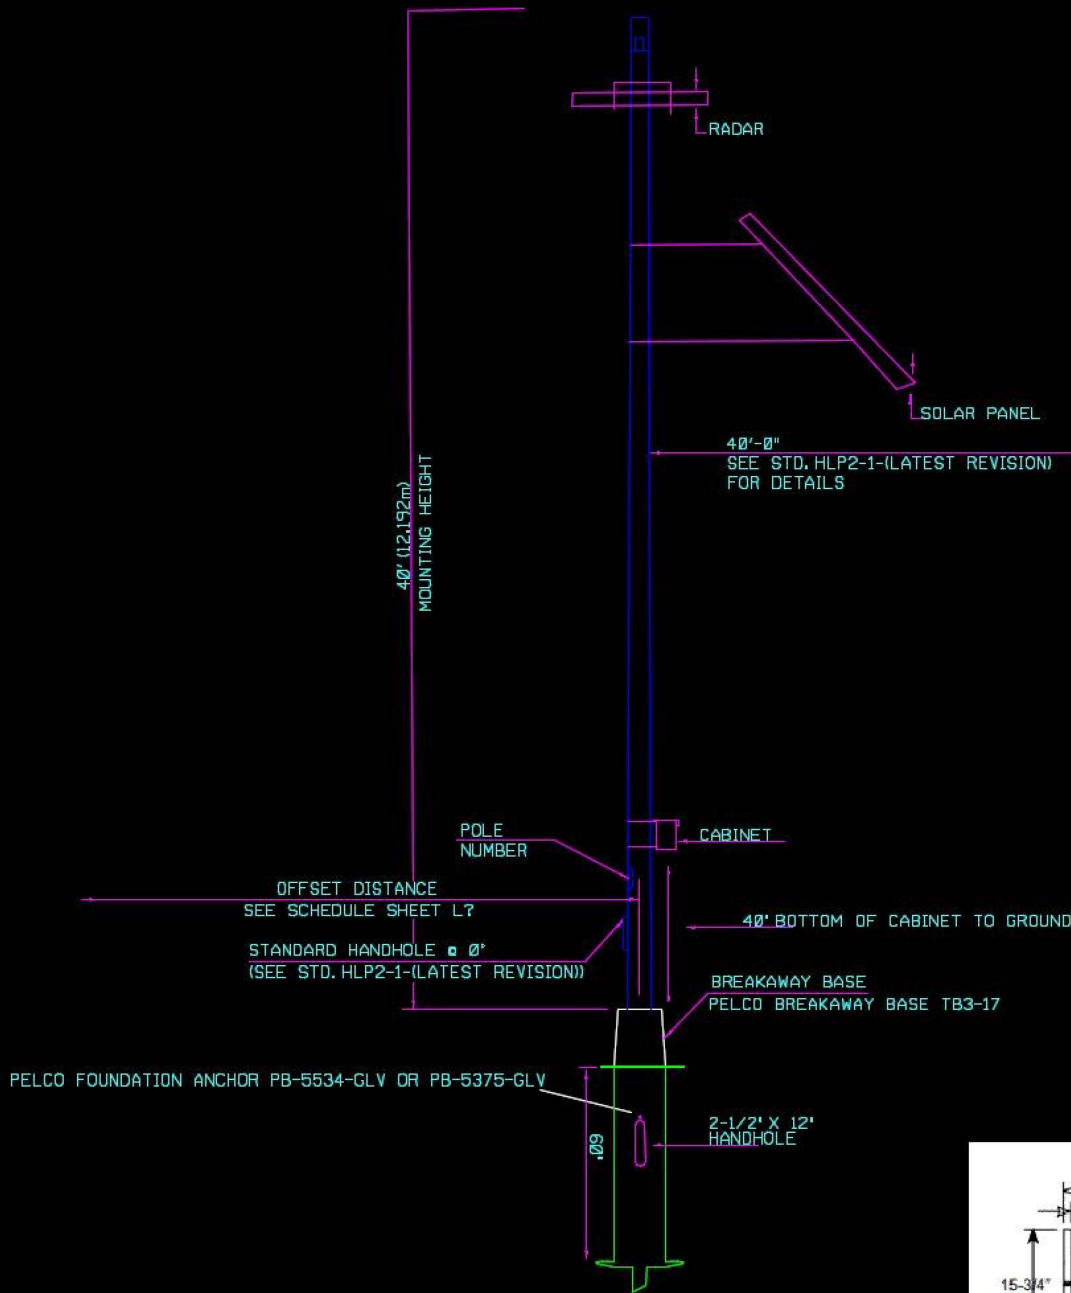 RADAR
SOLAR PANEL
40'-0"
SEE STD. HLP2-1-(LATEST REVISION)
FOR DETAILS
40' (12.192m)
MOUNTING HEIGHT
POLE
NUMBER
CABINET
OFFSET DISTANCE
SEE SCHEDULE SHEET L7
40' BOTTOM OF CABINET TO GROUND
STANDARD HANDHOLE @ 0°
(SEE STD. HLP2-1-(LATEST REVISION))
BREAKAWAY BASE
PELCO BREAKAWAY BASE TB3-17
PELCO FOUNDATION ANCHOR PB-5534-GLV OR PB-5375-GLV
2-1/2' X 12'
HANDHOLE
60'
15-3/4"